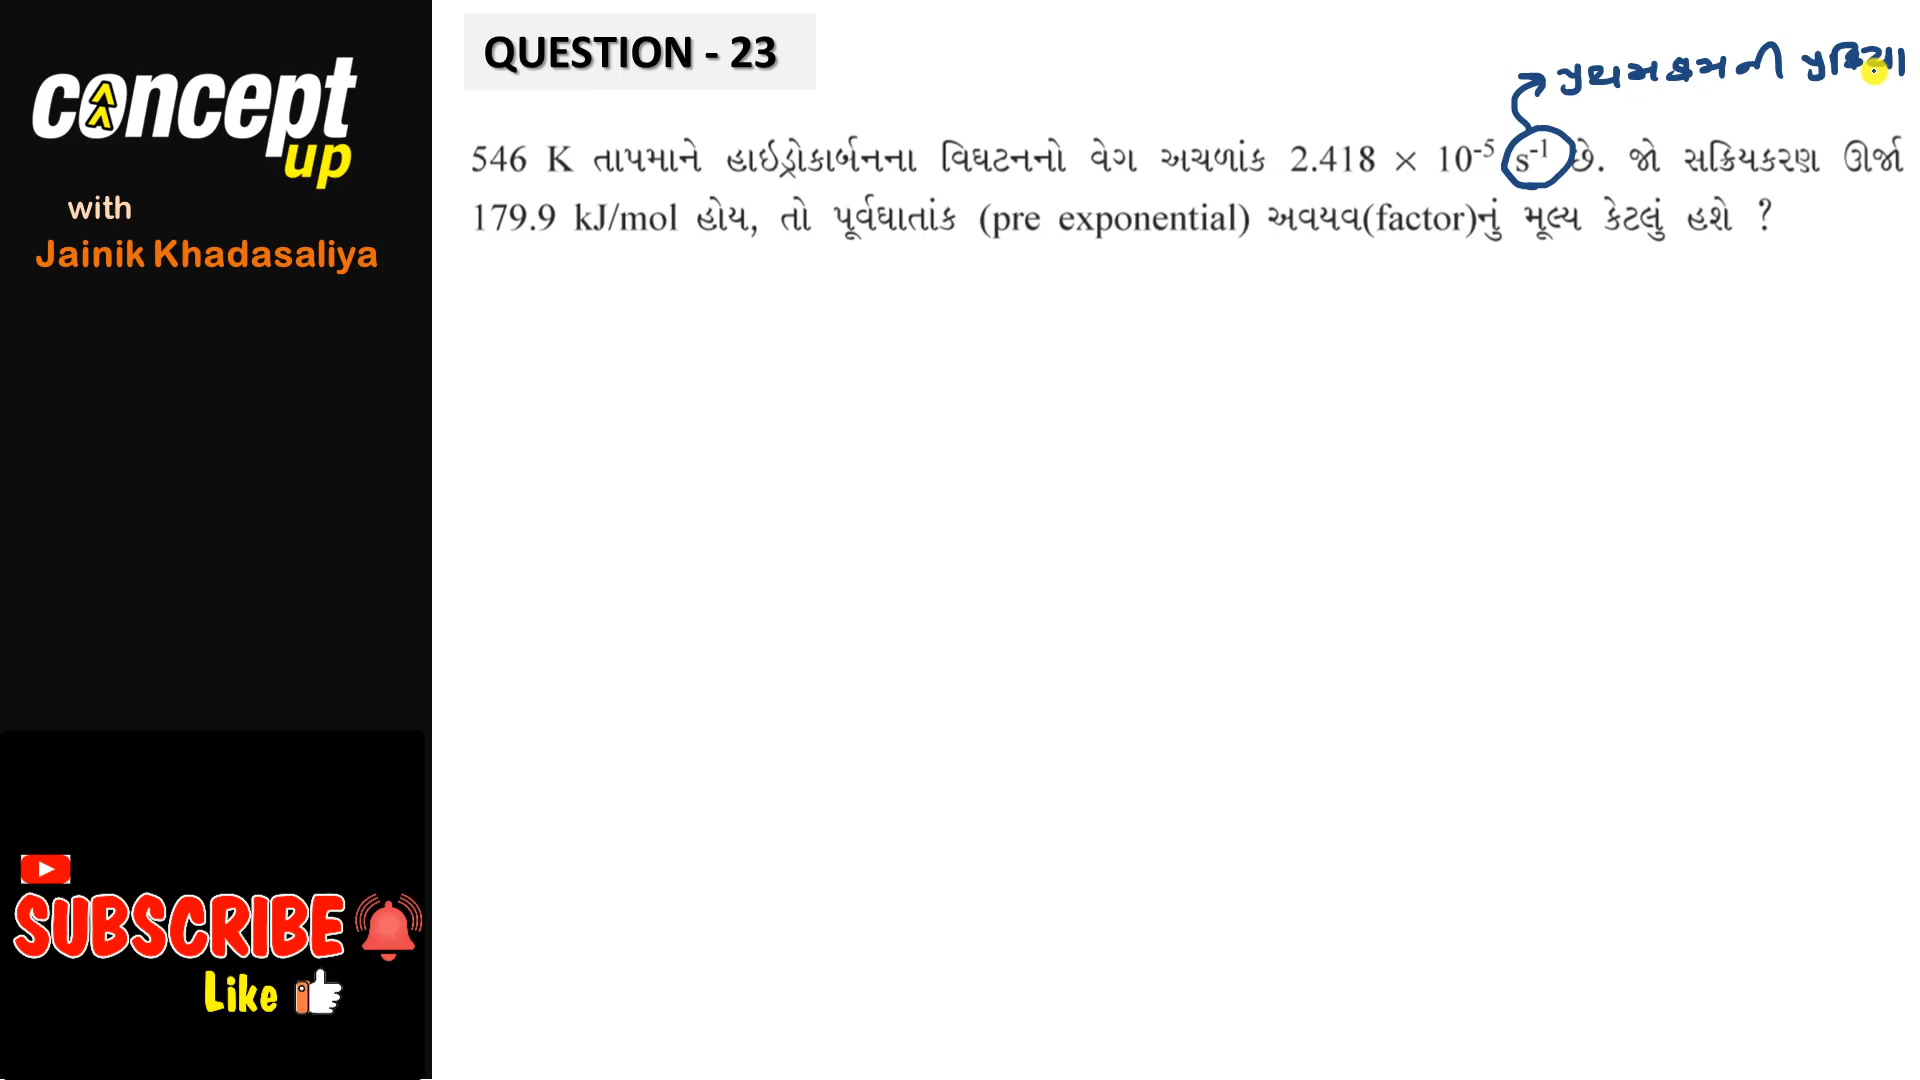 concept
up
with
Jainik Khadasaliya
SUBSCRIBE
Like
QUESTION - 23
પ્રથમક્રમની પ્રક્રિયા
546 K તાપમાને હાઇડ્રોકાર્બનના વિઘટનનો વેગ અચળાંક 2.418 × 10⁻⁵ s⁻¹ છે. જો સક્રિયકરણ ઊર્જા
179.9 kJ/mol હોય, તો પૂર્વઘાતાંક (pre exponential) અવયવ(factor)નું મૂલ્ય કેટલું હશે ?